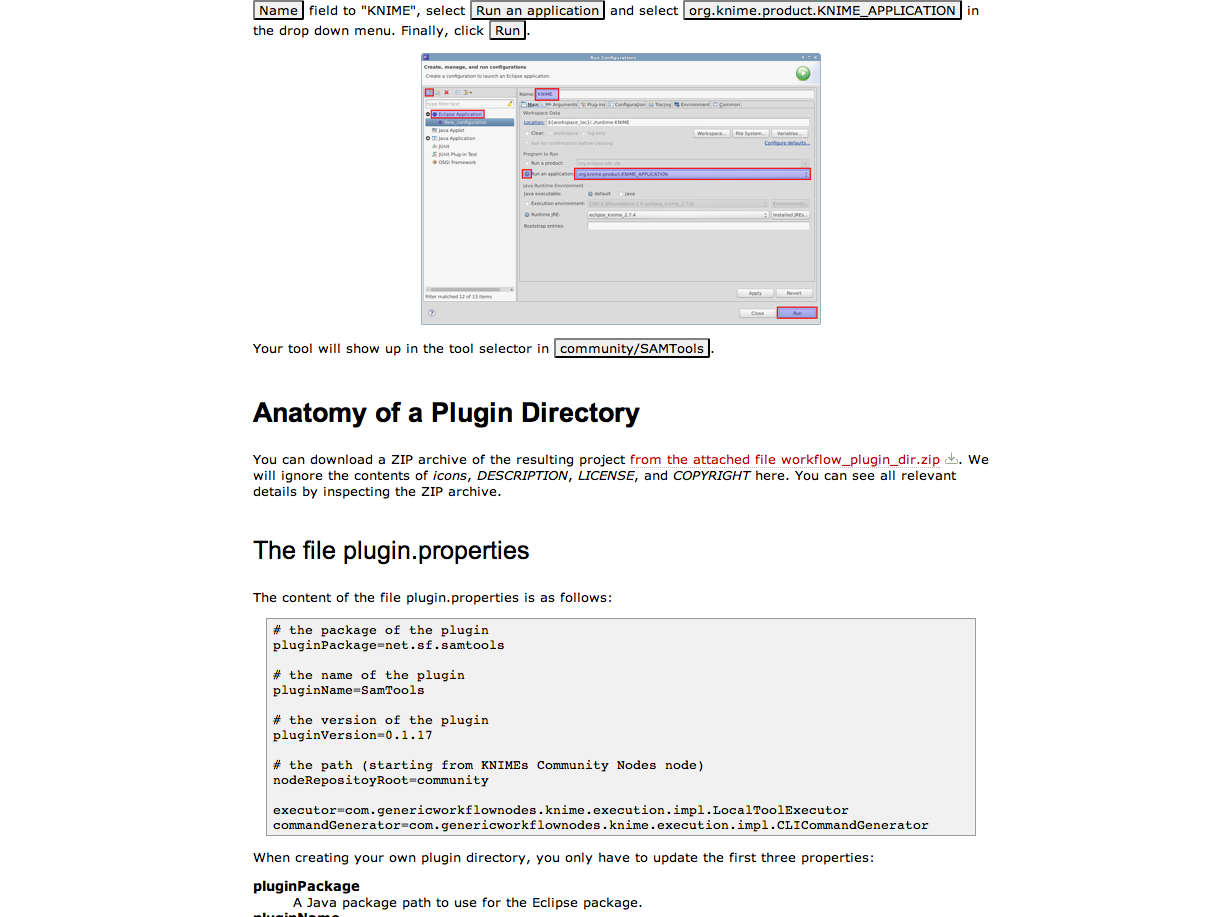 Name field to "KNIME", select Run an application and select org.knime.product.KNIME_APPLICATION in
the drop down menu. Finally, click Run.
Run Configurations
Create, manage, and run configurations
Create a configuration to launch an Eclipse application.
Name: KNIME
type filter text
Main Arguments Plug-ins Configuration Tracing Environment Common
Eclipse Application
New_configuration
Java Applet
Java Application
JUnit
JUnit Plug-in Test
OSGi Framework
Workspace Data
Location: ${workspace_loc}/../runtime-KNIME
Clear: workspace log only
Workspace... File System... Variables...
Ask for confirmation before clearing
Configure defaults...
Program to Run
Run a product: org.eclipse.sdk.ide
Run an application: org.knime.product.KNIME_APPLICATION
Java Runtime Environment
Java executable: default java
Execution environment: Environments...
Runtime JRE: eclipse_knime_2.7.4 Installed JREs...
Bootstrap entries:
Filter matched 12 of 13 items
Apply Revert
Close Run
Your tool will show up in the tool selector in community/SAMTools.
Anatomy of a Plugin Directory
You can download a ZIP archive of the resulting project from the attached file workflow_plugin_dir.zip. We
will ignore the contents of icons, DESCRIPTION, LICENSE, and COPYRIGHT here. You can see all relevant
details by inspecting the ZIP archive.
The file plugin.properties
The content of the file plugin.properties is as follows:
# the package of the plugin
pluginPackage=net.sf.samtools
# the name of the plugin
pluginName=SamTools
# the version of the plugin
pluginVersion=0.1.17
# the path (starting from KNIMEs Community Nodes node)
nodeRepositoyRoot=community
executor=com.genericworkflownodes.knime.execution.impl.LocalToolExecutor
commandGenerator=com.genericworkflownodes.knime.execution.impl.CLICommandGenerator
When creating your own plugin directory, you only have to update the first three properties:
pluginPackage
A Java package path to use for the Eclipse package.
pluginName